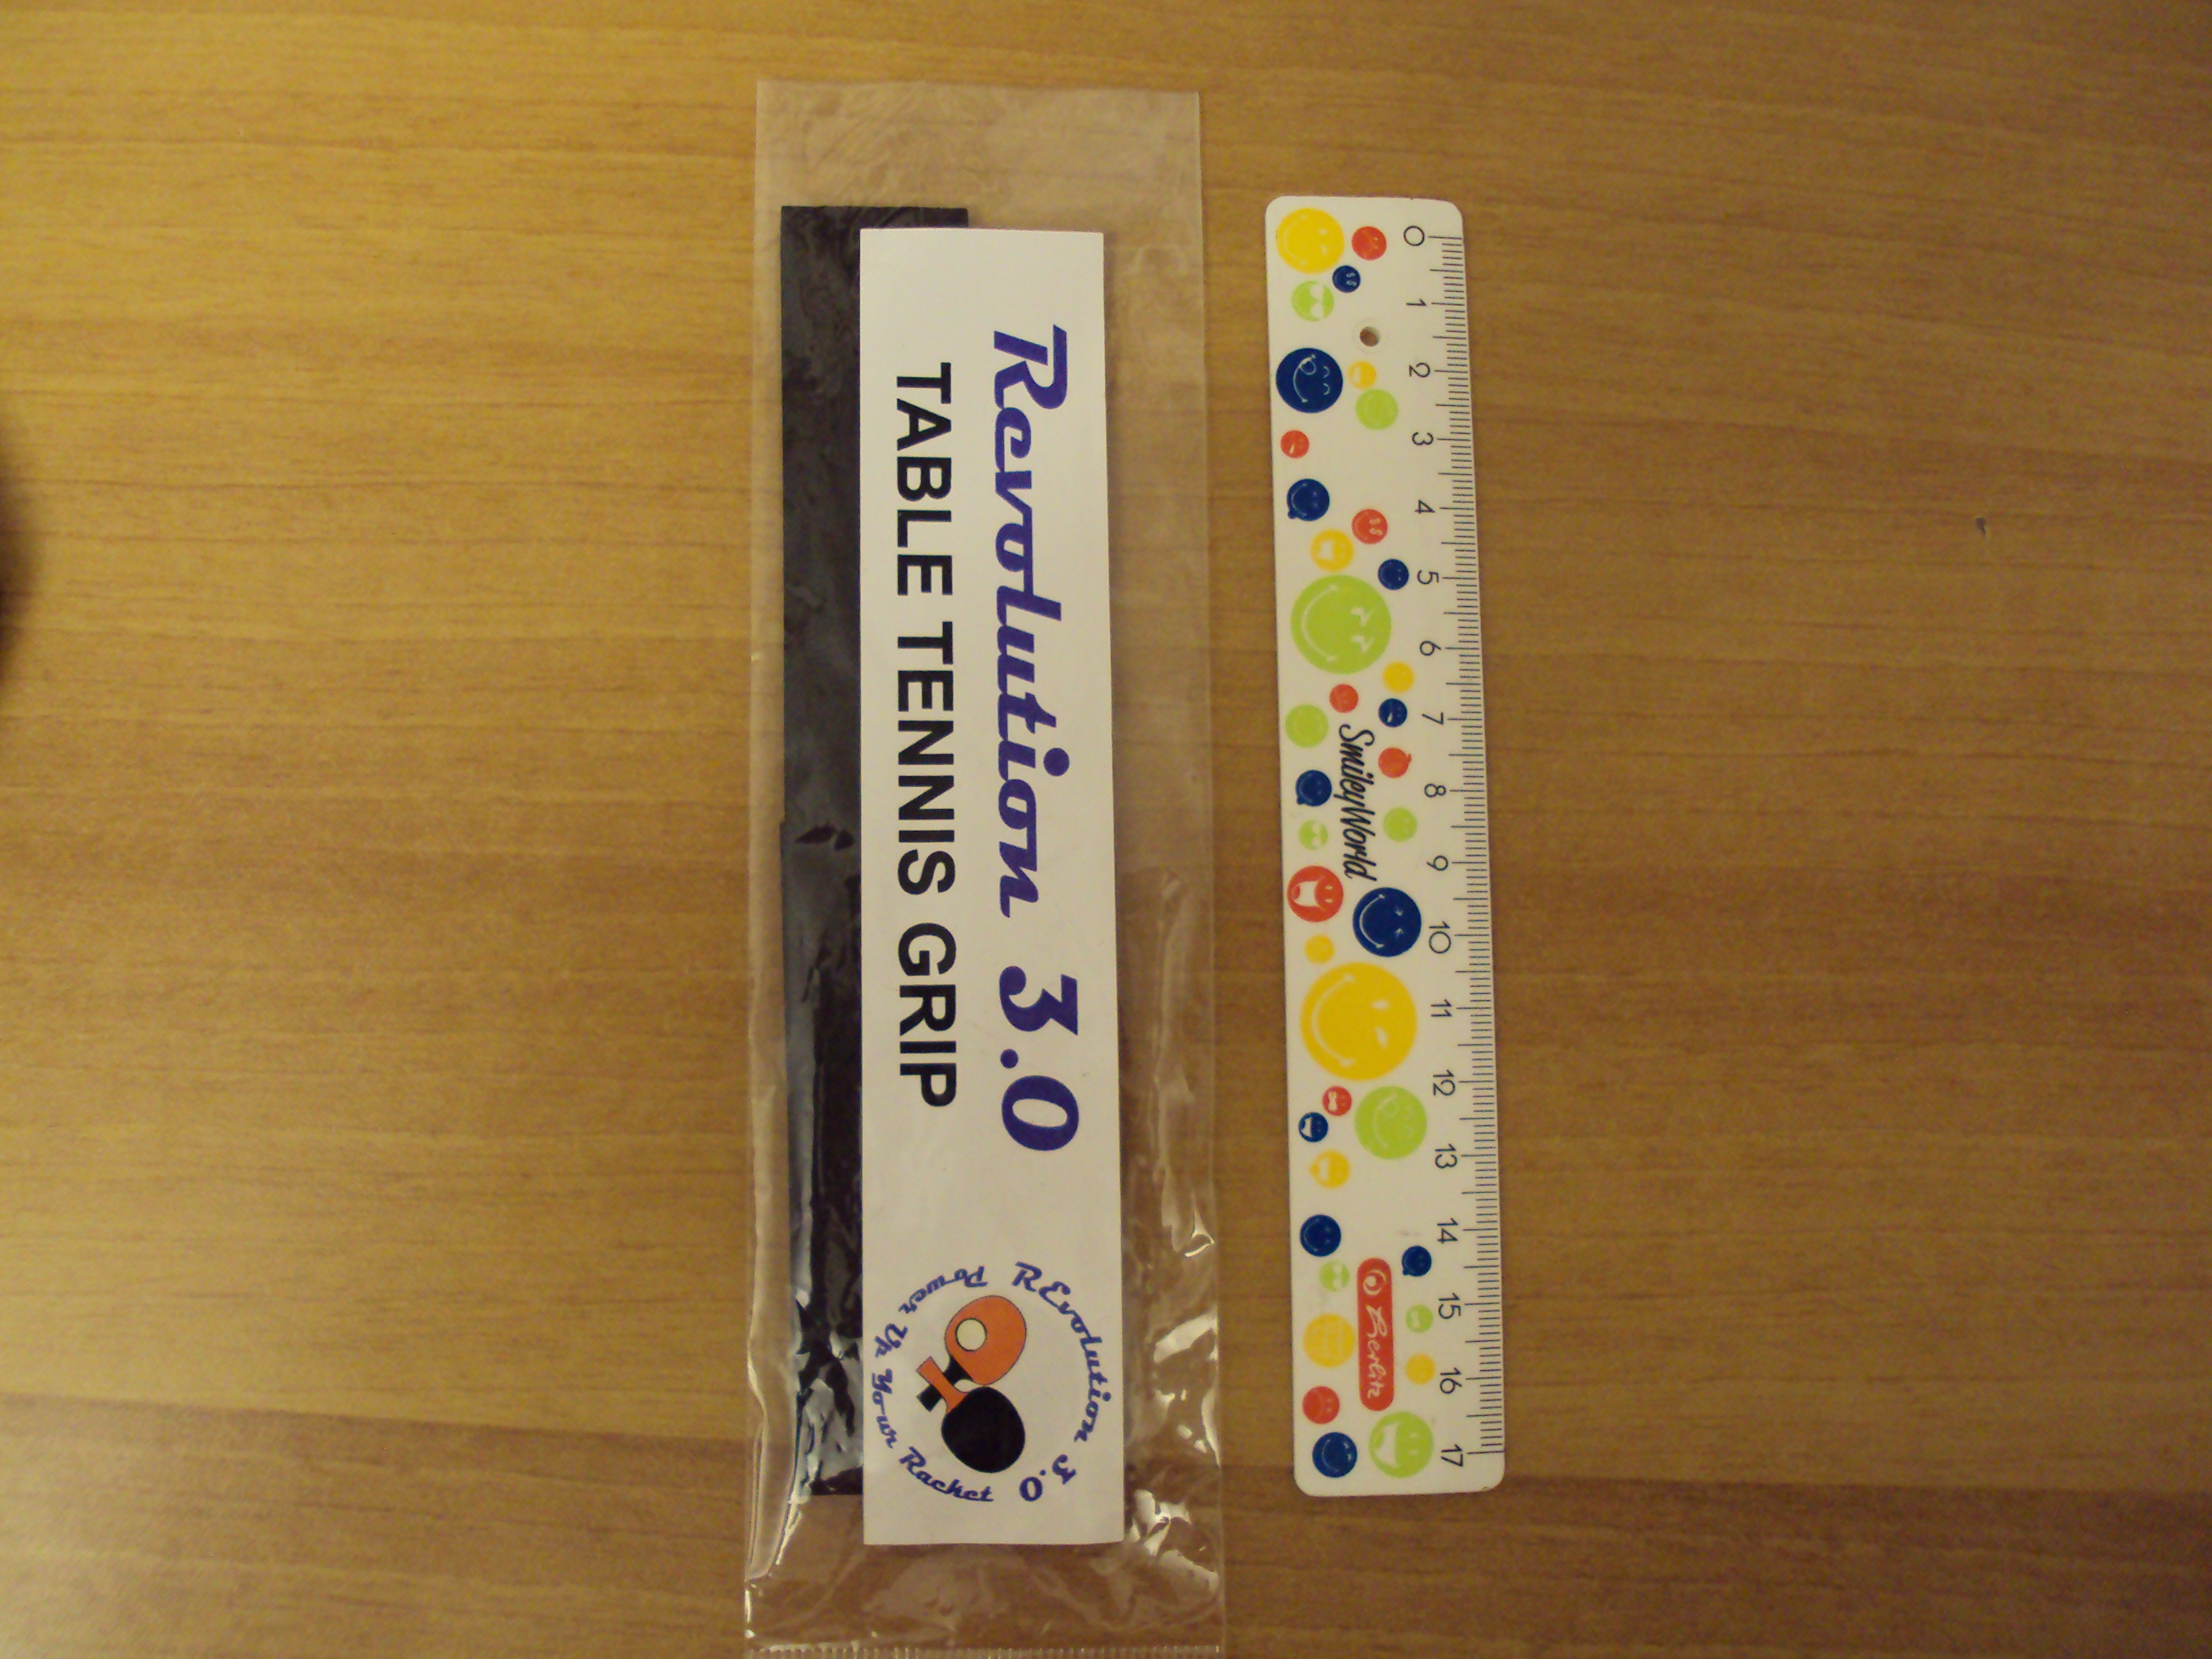 Revolution 3.0
TABLE TENNIS GRIP
REvolution 3.0
Power Up Your Racket
0 1 2 3 4 5 6 7 8 9 10 11 12 13 14 15 16 17
SmileyWorld
herlitz